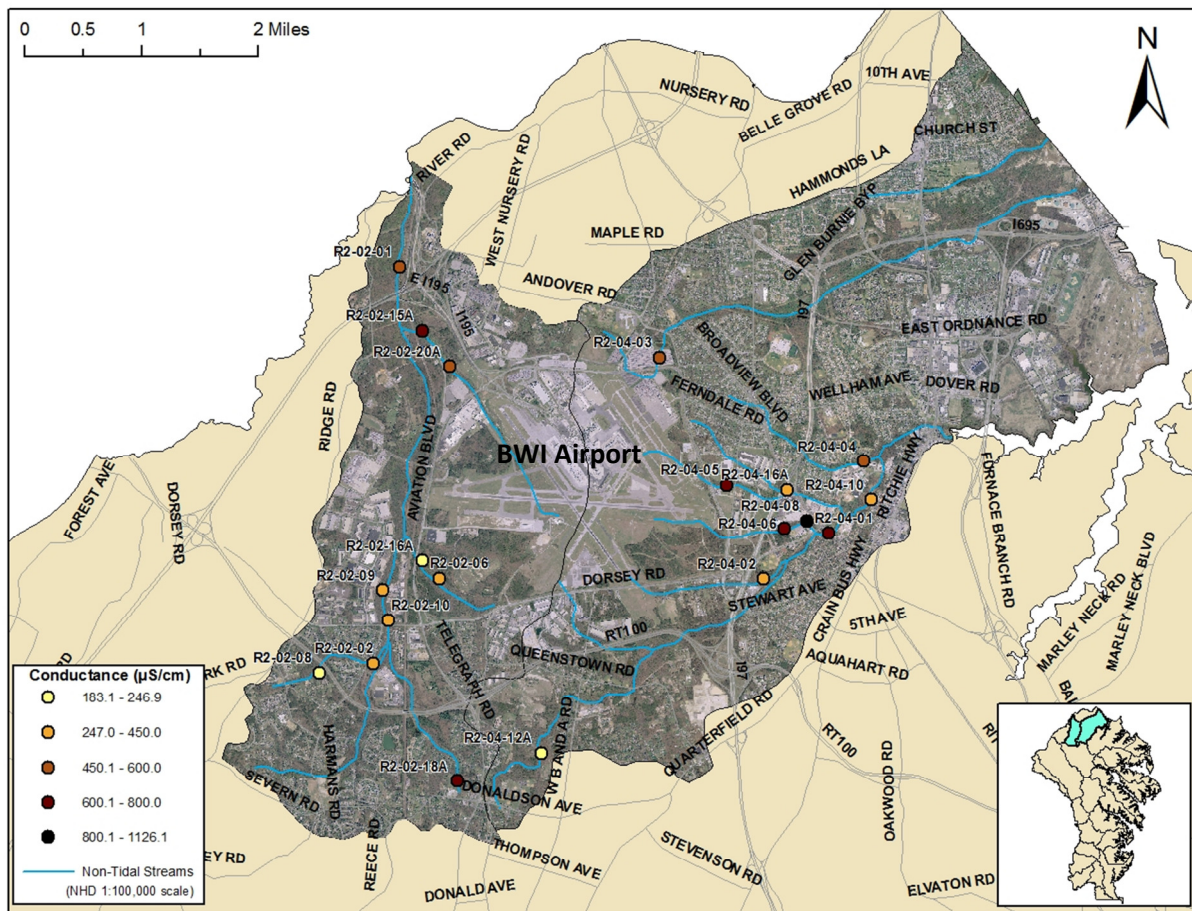 0 0.5 1 2 Miles
N
10TH AVE
NURSERY RD
BELLE GROVE RD
CHURCH ST
RIVER RD
HAMMONDS LA
WEST NURSERY RD
GLEN BURNIE BYP
MAPLE RD
I695
R2-02-01
E I195
ANDOVER RD
I97
R2-02-15A
I195
EAST ORDNANCE RD
R2-02-20A
R2-04-03
BROADVIEW BLVD
WELLHAM AVE
DOVER RD
FERNDALE RD
RIDGE RD
AVIATION BLVD
BWI Airport
R2-04-04
RITCHIE HWY
FOREST AVE
DORSEY RD
R2-04-05
R2-04-16A
R2-04-10
R2-04-08
R2-04-06
R2-04-01
FURNACE BRANCH RD
R2-02-16A
R2-02-06
DORSEY RD
R2-04-02
STEWART AVE
CRAIN BUS HWY
R2-02-09
R2-02-10
MARLEY NECK RD
MARLEY NECK BLVD
RT100
5TH AVE
TELEGRAPH RD
QUEENSTOWN RD
I97
AQUAHART RD
RK RD
R2-02-08
R2-02-02
QUARTERFIELD RD
RT100
HARMANS RD
R2-04-12A
W B AND A RD
OAKWOOD RD
R2-02-18A
SEVERN RD
DONALDSON AVE
REECE RD
THOMPSON AVE
STEVENSON RD
DONALD AVE
ELVATON RD
EY RD
RD
BAI
RI
Conductance (µS/cm)
183.1 - 246.9
247.0 - 450.0
450.1 - 600.0
600.1 - 800.0
800.1 - 1126.1
Non-Tidal Streams
(NHD 1:100,000 scale)